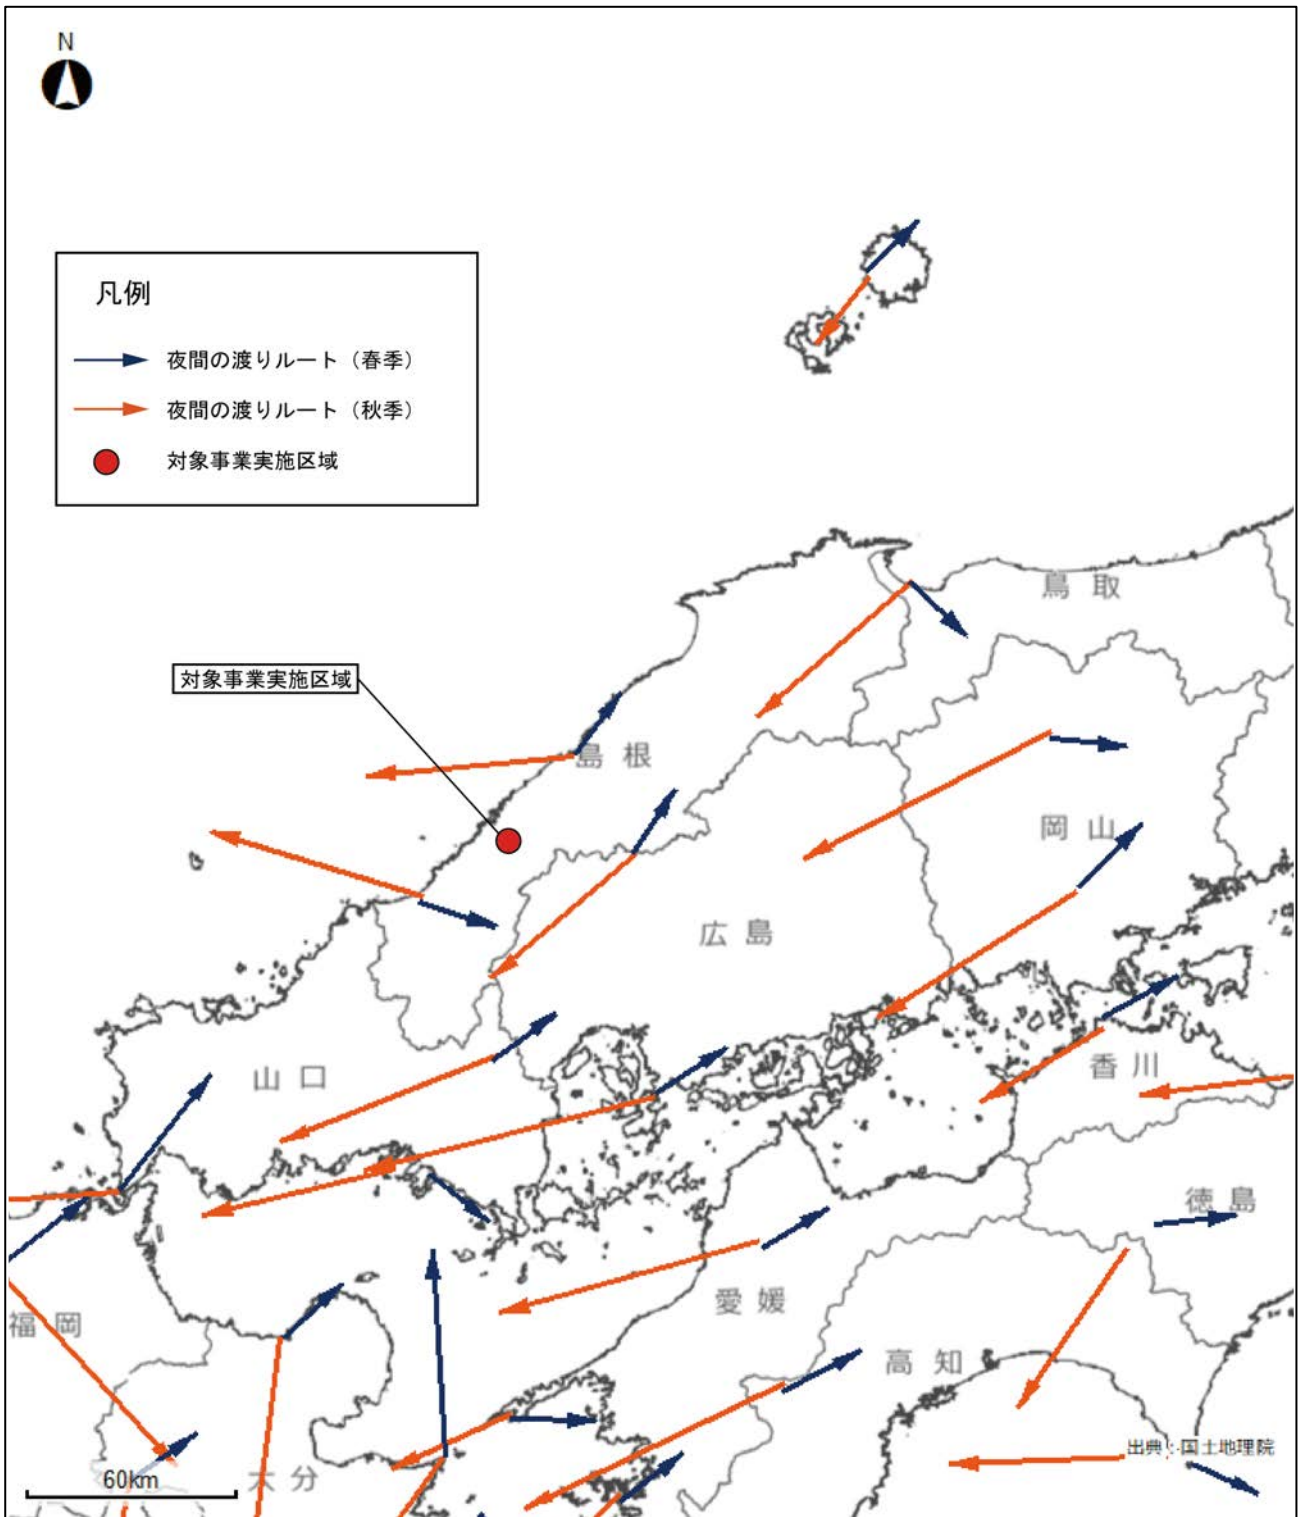 N
凡例
夜間の渡りルート（春季）
夜間の渡りルート（秋季）
対象事業実施区域
鳥取
対象事業実施区域
島根
岡山
広島
山口
香川
徳島
愛媛
福岡
高知
出典：国土地理院
大分
60km